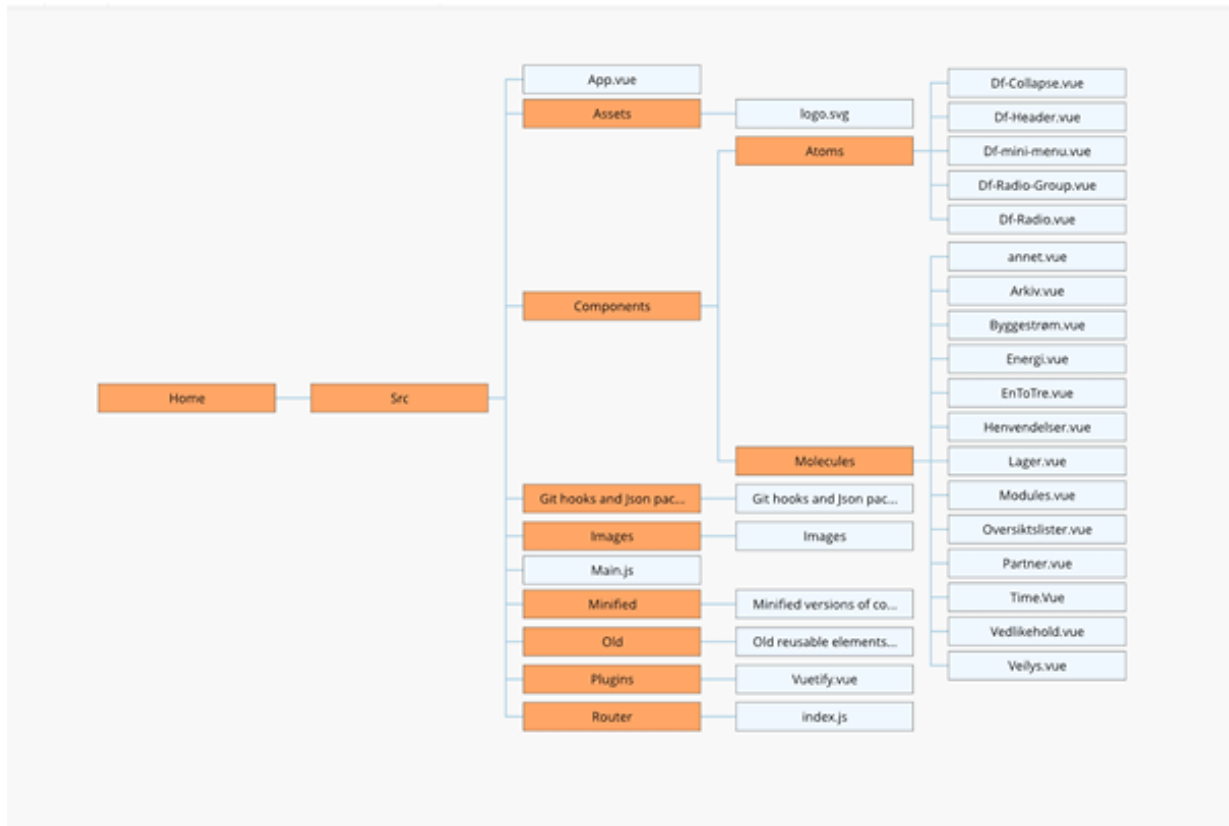 Home
Src
App.vue
Assets
logo.svg
Components
Atoms
Df-Collapse.vue
Df-Header.vue
Df-mini-menu.vue
Df-Radio-Group.vue
Df-Radio.vue
Molecules
annet.vue
Arkiv.vue
Byggestrøm.vue
Energi.vue
EnToTre.vue
Henvendelser.vue
Lager.vue
Modules.vue
Oversiktslister.vue
Partner.vue
Time.Vue
Vedlikehold.vue
Veilys.vue
Git hooks and Json pac...
Git hooks and Json pac...
Images
Images
Main.js
Minified
Minified versions of co...
Old
Old reusable elements...
Plugins
Vuetify.vue
Router
index.js